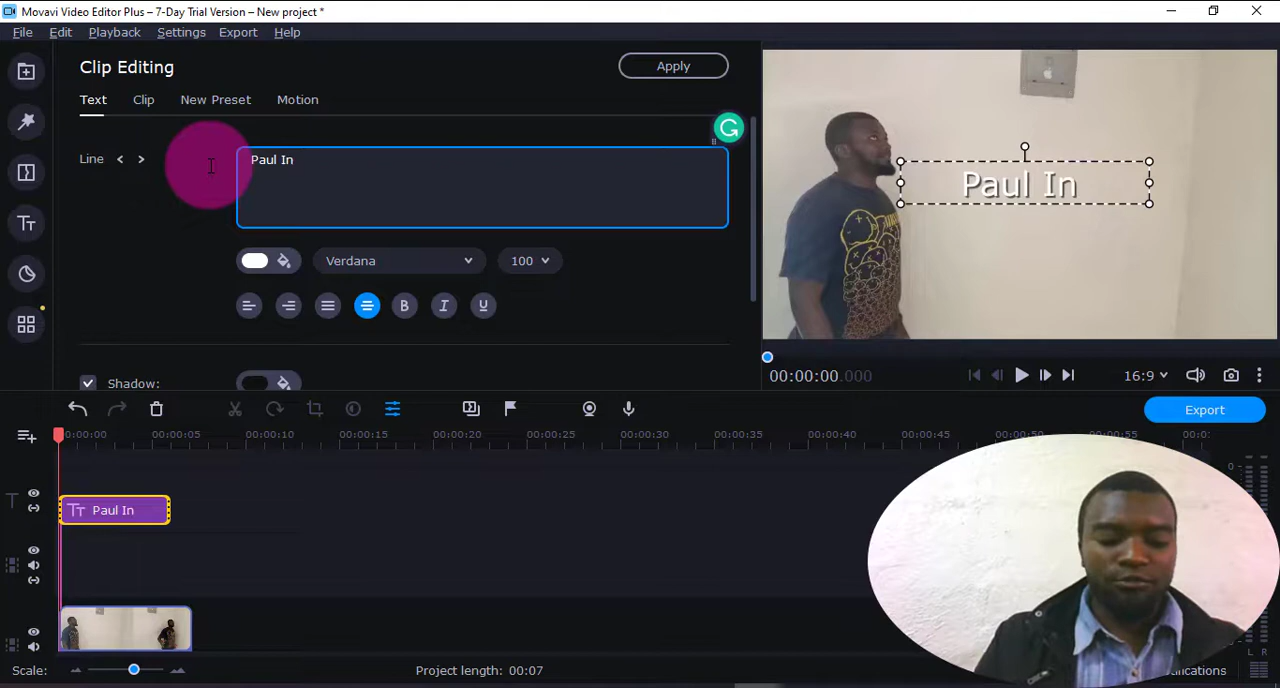 Movavi Video Editor Plus – 7-Day Trial Version – New project *
File Edit Playback Settings Export Help
Clip Editing
Apply
Text Clip New Preset Motion
Line
Paul In
Verdana
100
B I U
Shadow:
Paul In
00:00:00.000
16:9
Export
0:00:00 00:00:05 00:00:10 00:00:15 00:00:20 00:00:25 00:00:30 00:00:35 00:00:40 00:00:45 00:00:50 00:00:55 00:0
0
Paul In
L R
Scale:
Project length: 00:07